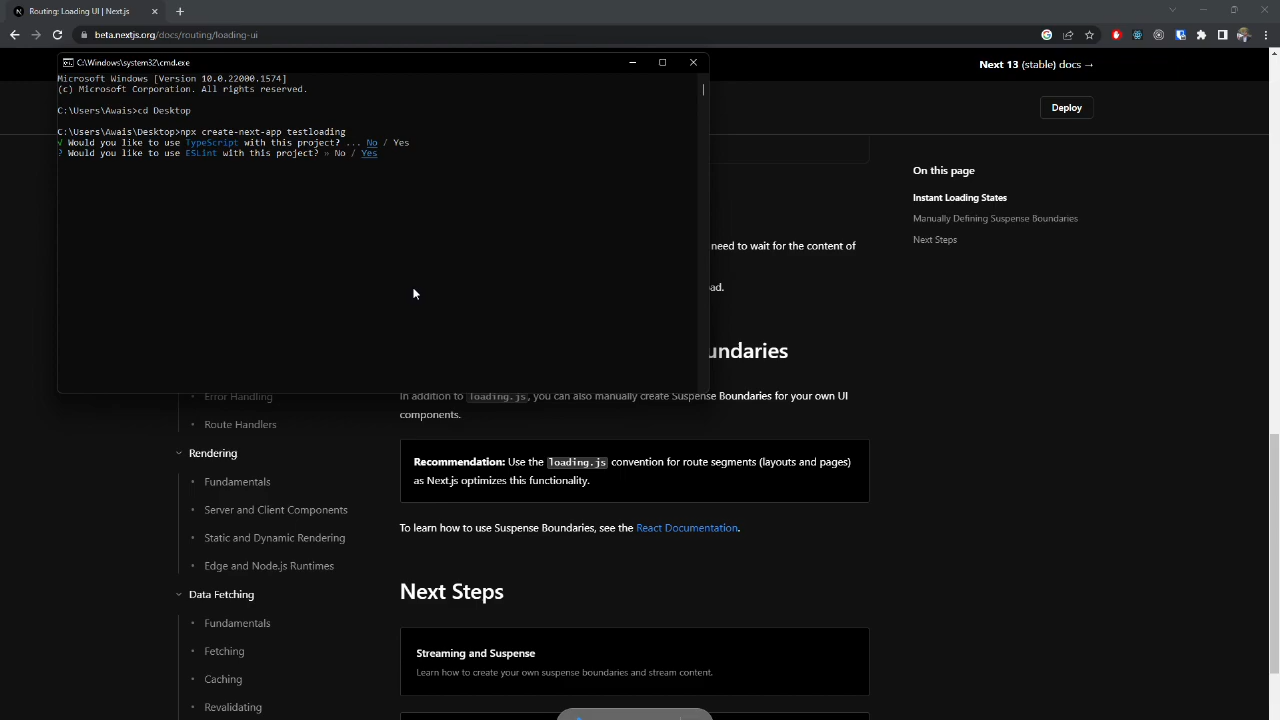 Routing: Loading UI | Next.js
beta.nextjs.org/docs/routing/loading-ui
C:\Windows\system32\cmd.exe
Microsoft Windows [Version 10.0.22000.1574]
(c) Microsoft Corporation. All rights reserved.
C:\Users\Awais>cd Desktop
C:\Users\Awais\Desktop>npx create-next-app testloading
√ Would you like to use TypeScript with this project? ... No / Yes
? Would you like to use ESLint with this project? » No / Yes
Next 13 (stable) docs →
Deploy
On this page
Instant Loading States
Manually Defining Suspense Boundaries
Next Steps
need to wait for the content of
ad.
undaries
Error Handling
Route Handlers
Rendering
Fundamentals
Server and Client Components
Static and Dynamic Rendering
Edge and Node.js Runtimes
Data Fetching
Fundamentals
Fetching
Caching
Revalidating
In addition to loading.js, you can also manually create Suspense Boundaries for your own UI
components.
Recommendation: Use the loading.js convention for route segments (layouts and pages)
as Next.js optimizes this functionality.
To learn how to use Suspense Boundaries, see the React Documentation.
Next Steps
Streaming and Suspense
Learn how to create your own suspense boundaries and stream content.